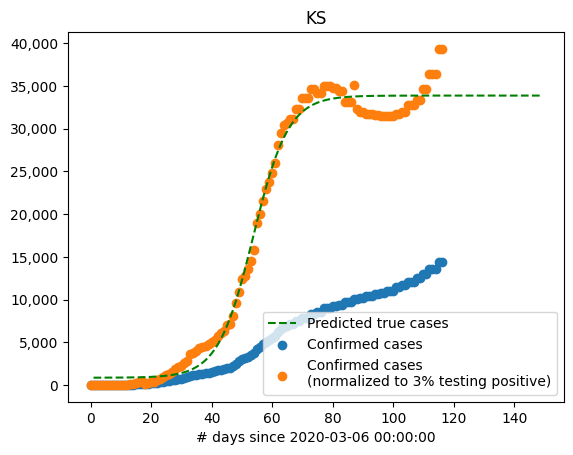 KS
40,000
35,000
30,000
25,000
20,000
15,000
10,000
5,000
0
Predicted true cases
Confirmed cases
Confirmed cases
(normalized to 3% testing positive)
0 20 40 60 80 100 120 140
# days since 2020-03-06 00:00:00